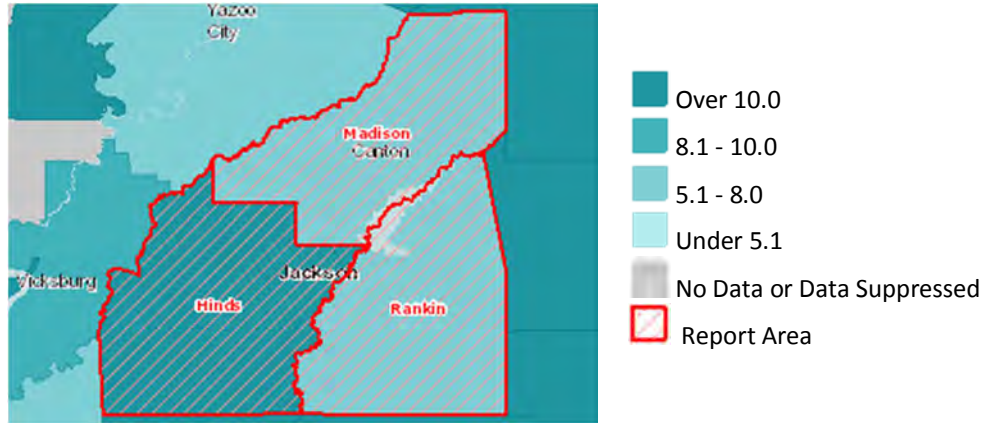 Yazoo
City
Madison
Canton
Vicksburg
Jackson
Hinds
Rankin
Over 10.0
8.1 - 10.0
5.1 - 8.0
Under 5.1
No Data or Data Suppressed
Report Area